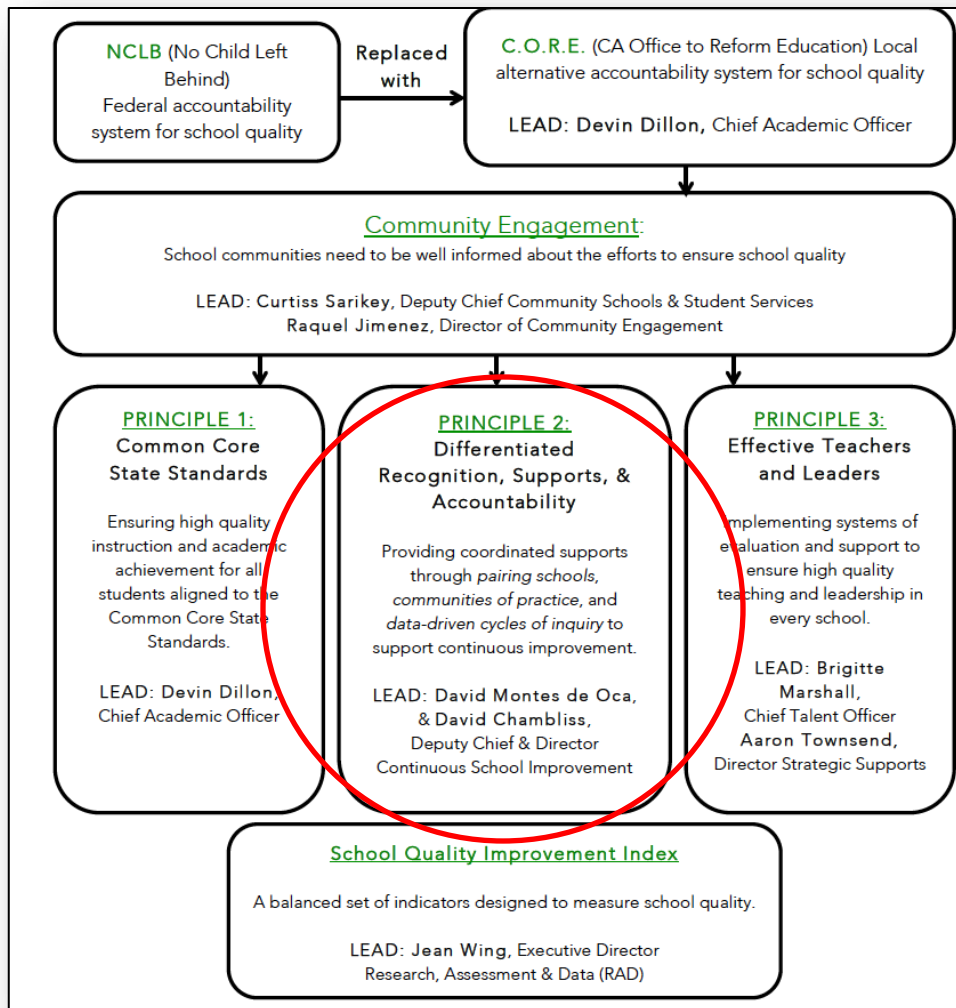 NCLB (No Child Left
Behind)
Federal accountability
system for school quality
Replaced
with
C.O.R.E. (CA Office to Reform Education) Local
alternative accountability system for school quality
LEAD: Devin Dillon, Chief Academic Officer
Community Engagement:
School communities need to be well informed about the efforts to ensure school quality
LEAD: Curtiss Sarikey, Deputy Chief Community Schools & Student Services
Raquel Jimenez, Director of Community Engagement
PRINCIPLE 1:
Common Core
State Standards
Ensuring high quality
instruction and academic
achievement for all
students aligned to the
Common Core State
Standards.
LEAD: Devin Dillon,
Chief Academic Officer
PRINCIPLE 2:
Differentiated
Recognition, Supports, &
Accountability
Providing coordinated supports
through pairing schools,
communities of practice, and
data-driven cycles of inquiry to
support continuous improvement.
LEAD: David Montes de Oca,
& David Chambliss,
Deputy Chief & Director
Continuous School Improvement
PRINCIPLE 3:
Effective Teachers
and Leaders
Implementing systems of
evaluation and support to
ensure high quality
teaching and leadership in
every school.
LEAD: Brigitte
Marshall,
Chief Talent Officer
Aaron Townsend,
Director Strategic Supports
School Quality Improvement Index
A balanced set of indicators designed to measure school quality.
LEAD: Jean Wing, Executive Director
Research, Assessment & Data (RAD)